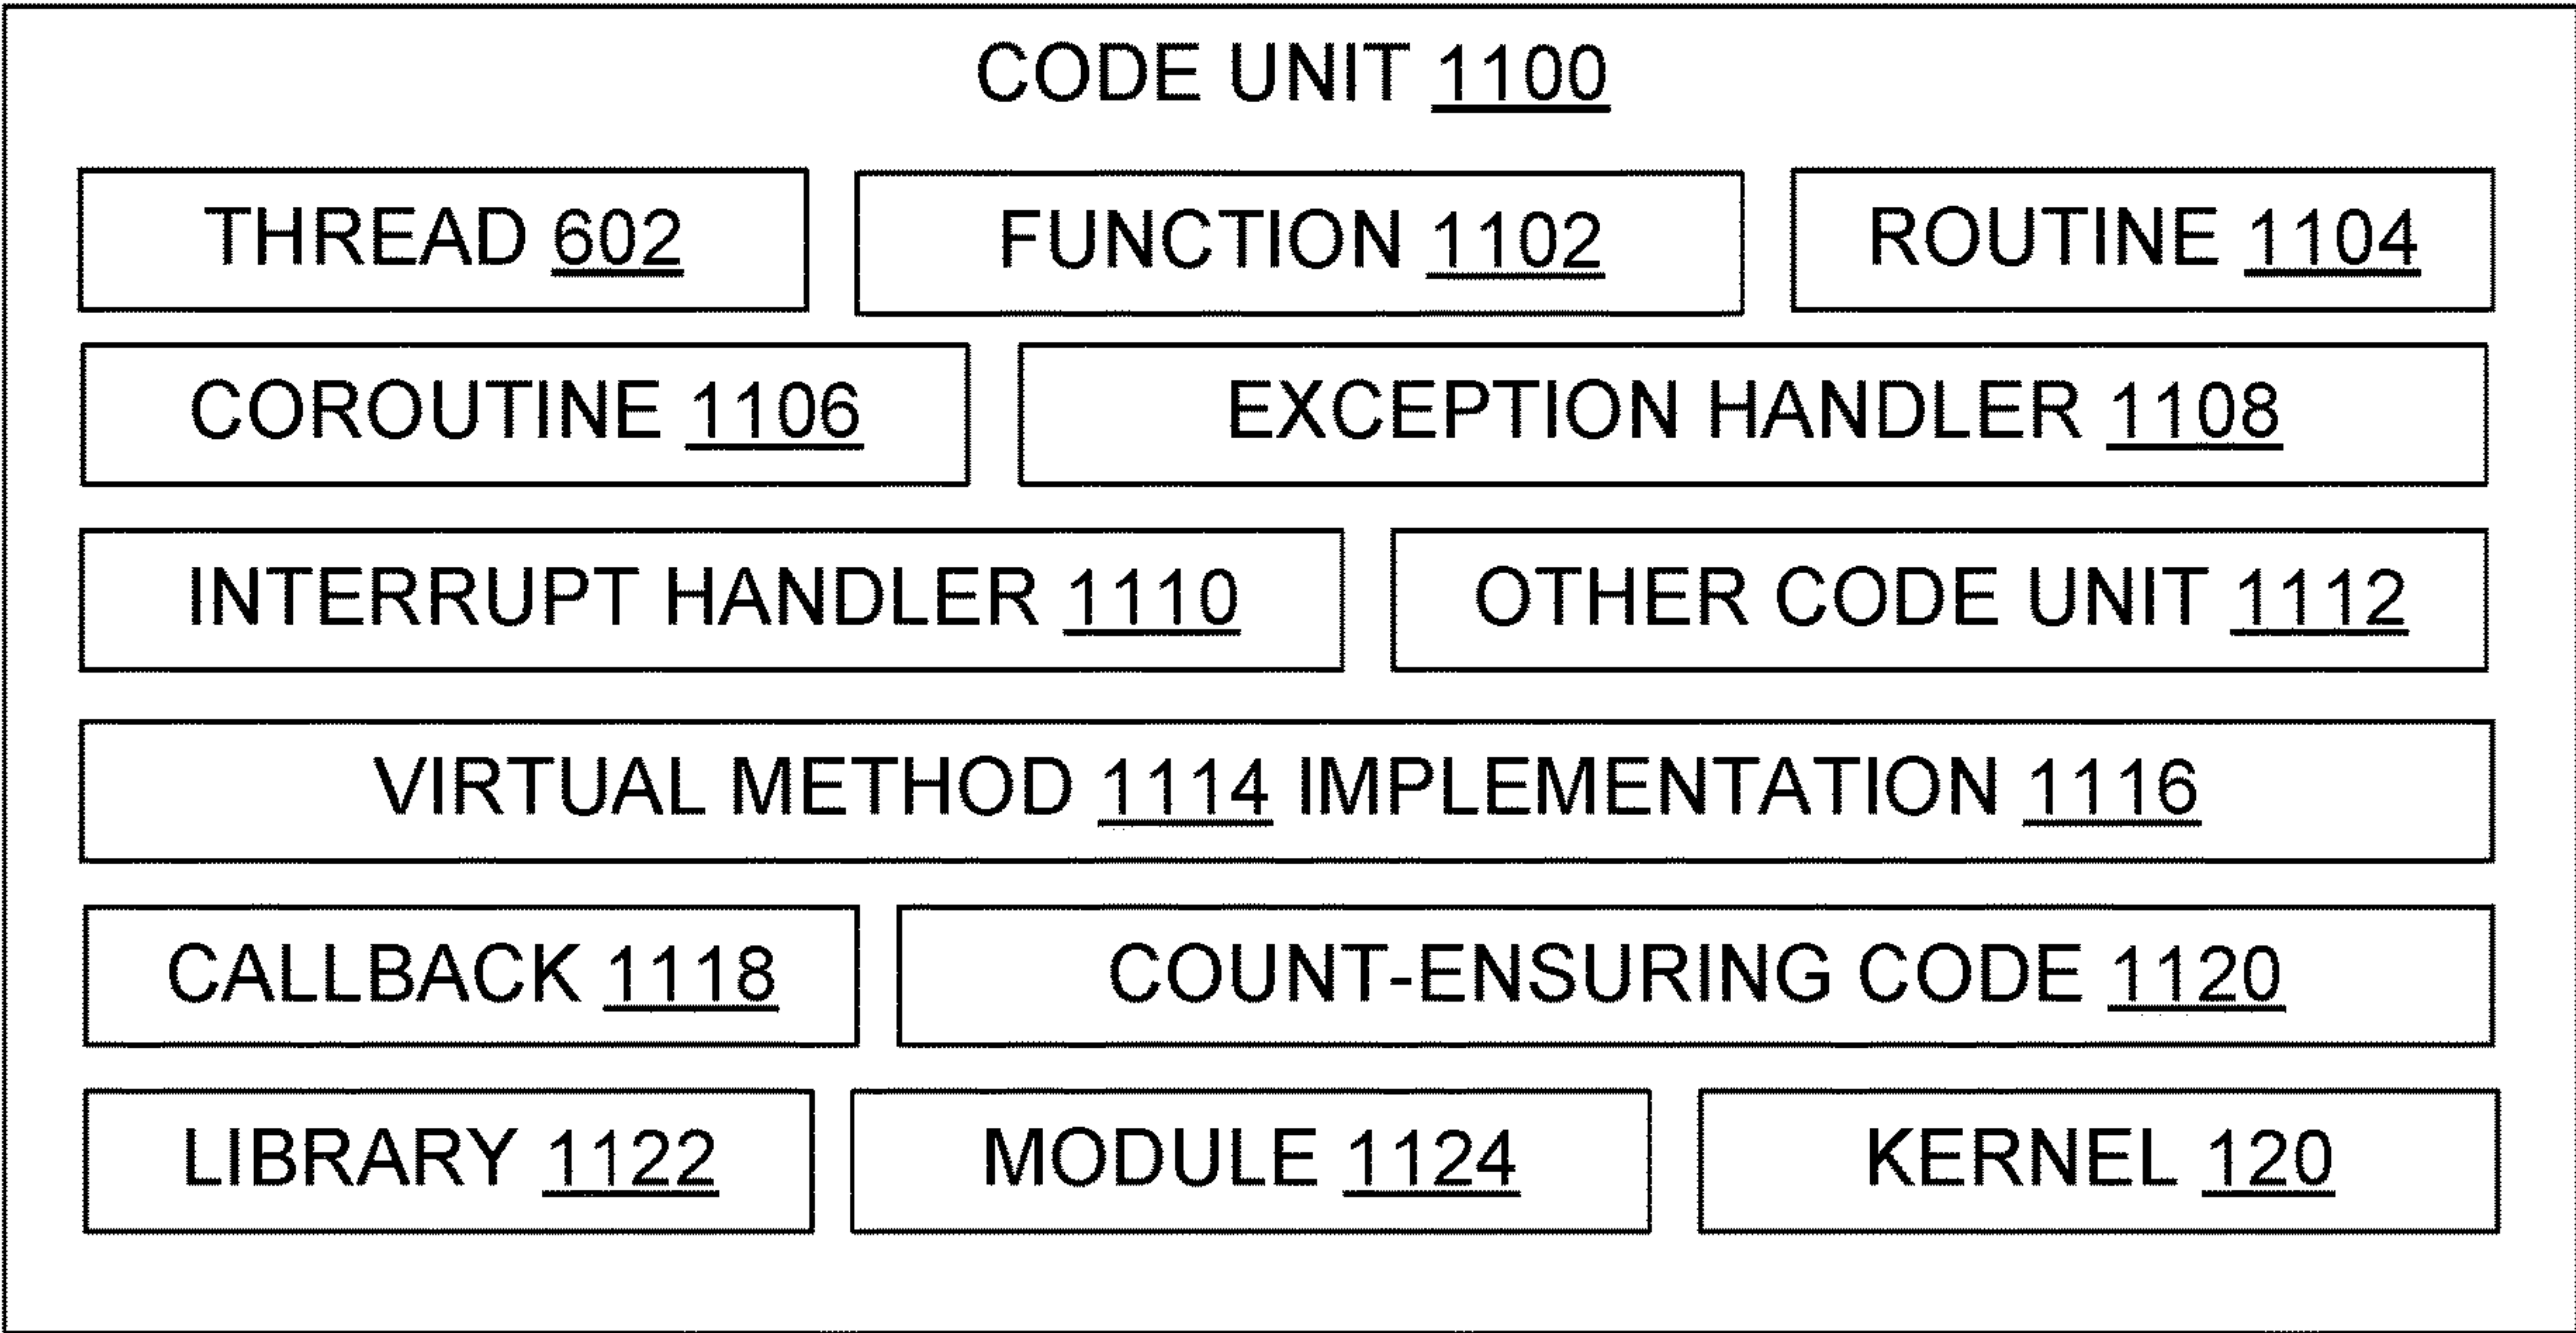 CODE UNIT 1100
THREAD 602 FUNCTION 1102 ROUTINE 1104
COROUTINE 1106 EXCEPTION HANDLER 1108
INTERRUPT HANDLER 1110 OTHER CODE UNIT 1112
VIRTUAL METHOD 1114 IMPLEMENTATION 1116
CALLBACK 1118 COUNT-ENSURING CODE 1120
LIBRARY 1122 MODULE 1124 KERNEL 120